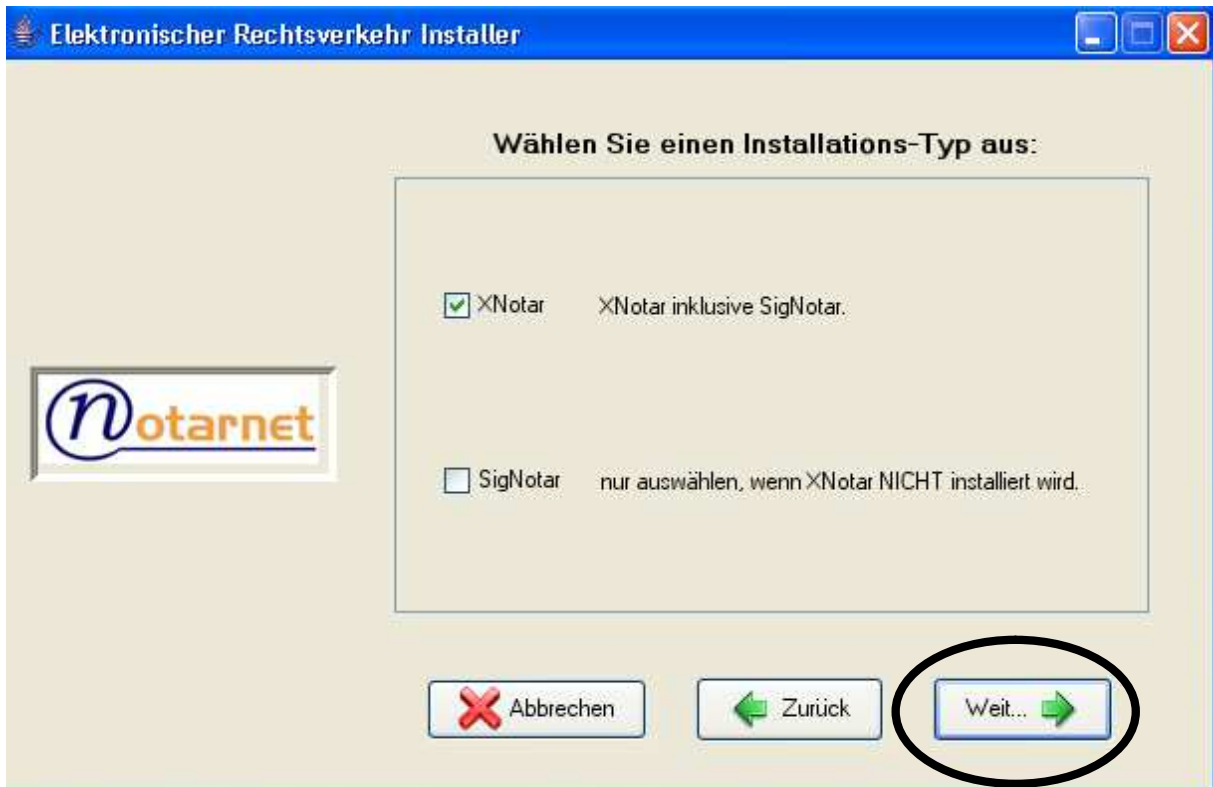 Elektronischer Rechtsverkehr Installer
Wählen Sie einen Installations-Typ aus:
XNotar XNotar inklusive SigNotar.
notarnet
SigNotar nur auswählen, wenn XNotar NICHT installiert wird.
Abbrechen Zurück Weit...